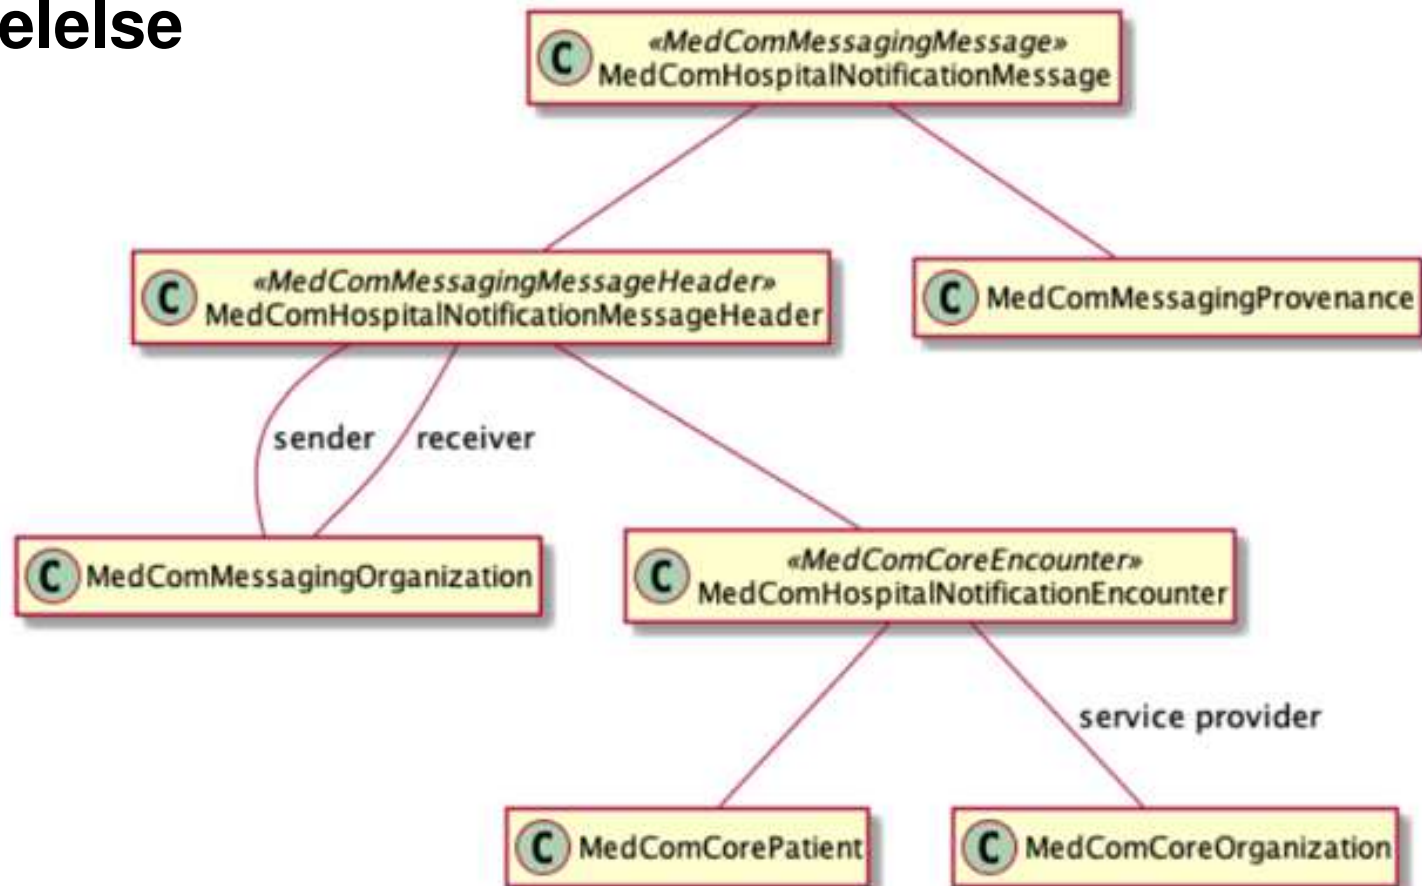 elelse
C
«MedComMessagingMessage»
MedComHospitalNotificationMessage
C
«MedComMessagingMessageHeader»
MedComHospitalNotificationMessageHeader
C
MedComMessagingProvenance
sender
receiver
C
MedComMessagingOrganization
C
«MedComCoreEncounter»
MedComHospitalNotificationEncounter
service provider
C
MedComCorePatient
C
MedComCoreOrganization